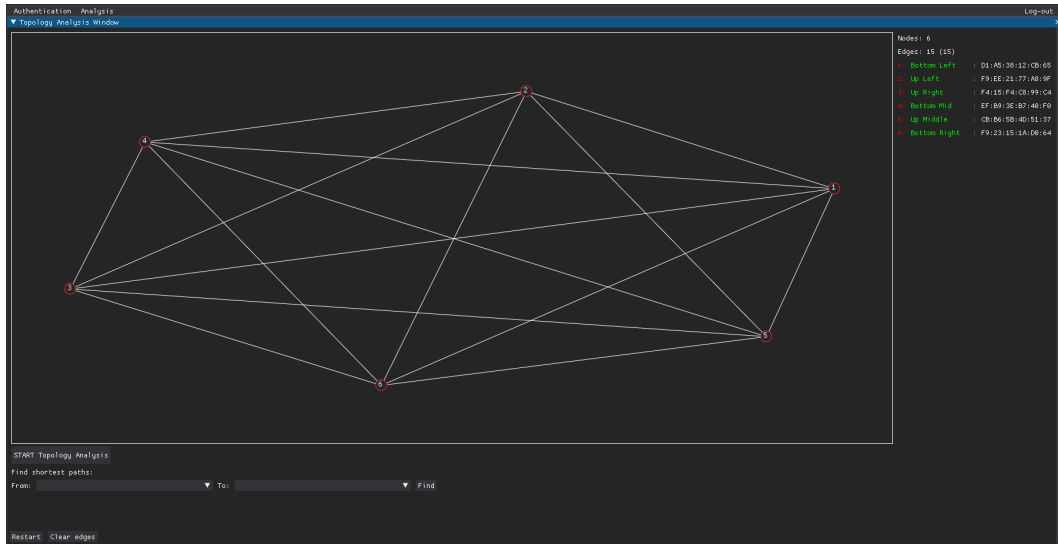 Authentication Analysis Log-out
▼ Topology Analysis Window
Nodes: 6
Edges: 15 (15)
1: Bottom Left : D1:A5:38:12:CB:65
2: Up Left : F9:EE:21:77:A8:9F
3: Up Right : F4:15:F4:C8:99:C4
4: Bottom Mid : EF:B9:3E:B7:48:F0
5: Up Middle : CB:B6:5B:4D:51:37
6: Bottom Right : F9:23:15:1A:D8:64
2
4
1
3
5
6
START Topology Analysis
Find shortest paths:
From: To: Find
Restart Clear edges